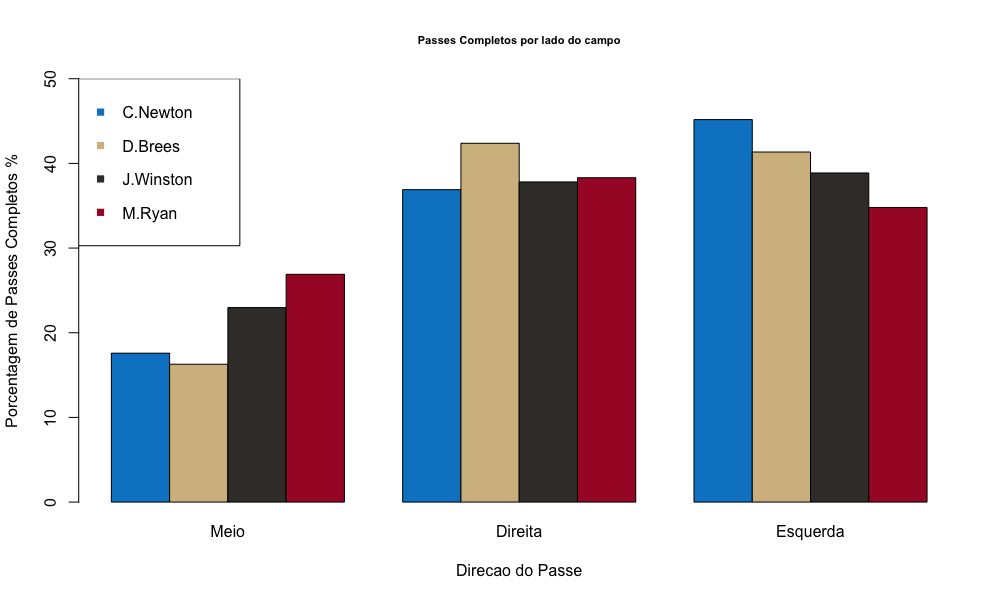 Passes Completos por lado do campo
Porcentagem de Passes Completos %
50
40
30
20
10
0
C.Newton
D.Brees
J.Winston
M.Ryan
Meio
Direita
Esquerda
Direcao do Passe